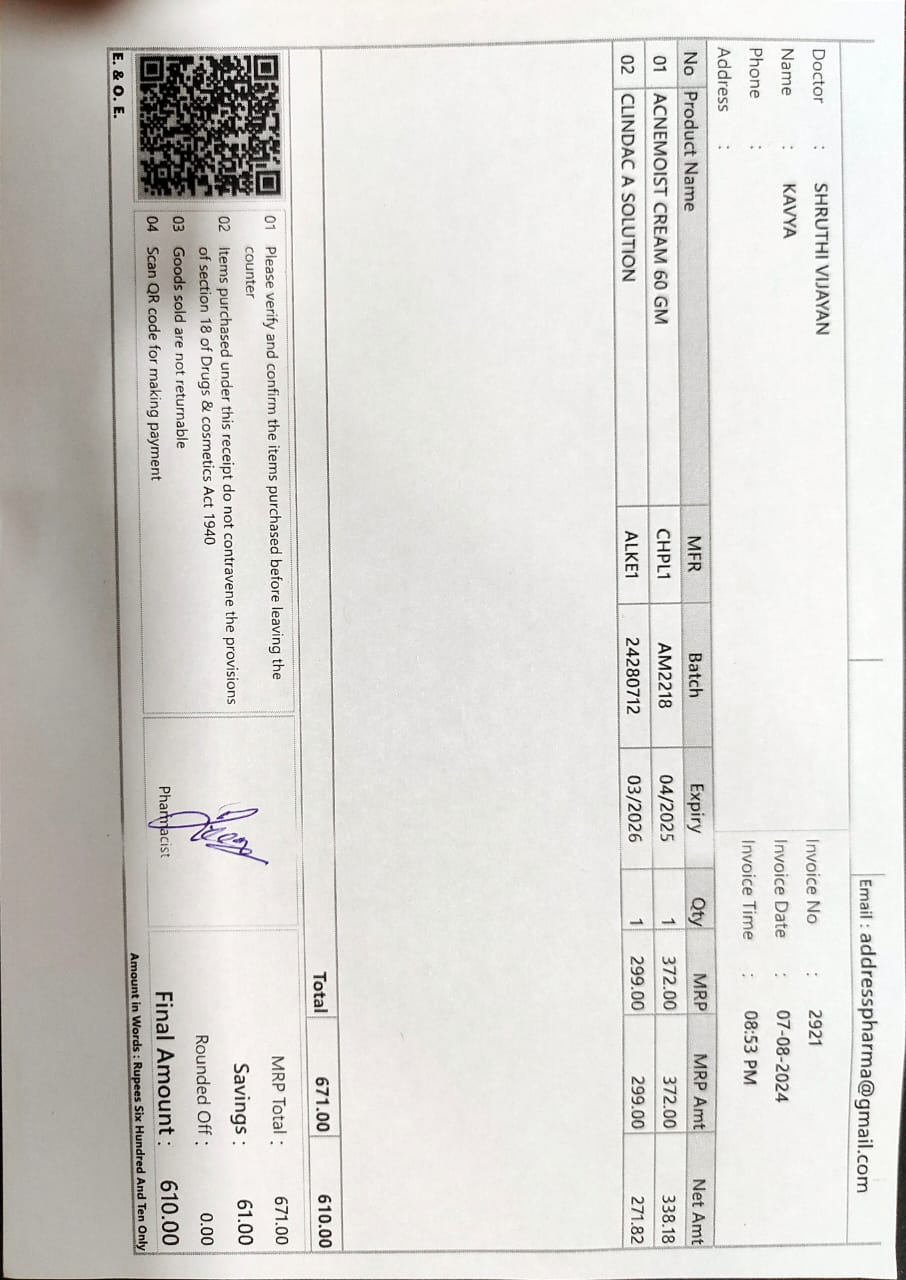 Email : addresspharma@gmail.com
Doctor : SHRUTHI VIJAYAN
Name : KAVYA
Phone :
Address :
Invoice No : 2921
Invoice Date : 07-08-2024
Invoice Time : 08:53 PM
No Product Name MFR Batch Expiry Qty MRP MRP Amt Net Amt
01 ACNEMOIST CREAM 60 GM CHPL1 AM2218 04/2025 1 372.00 372.00 338.18
02 CLINDAC A SOLUTION ALKE1 24280712 03/2026 1 299.00 299.00 271.82
Total 671.00 610.00
01 Please verify and confirm the items purchased before leaving the
counter
02 Items purchased under this receipt do not contravene the provisions
of section 18 of Drugs & cosmetics Act 1940
03 Goods sold are not returnable
04 Scan QR code for making payment
Pharmacist
MRP Total : 671.00
Savings : 61.00
Rounded Off : 0.00
Final Amount : 610.00
Amount in Words : Rupees Six Hundred And Ten Only
E. & O. E.